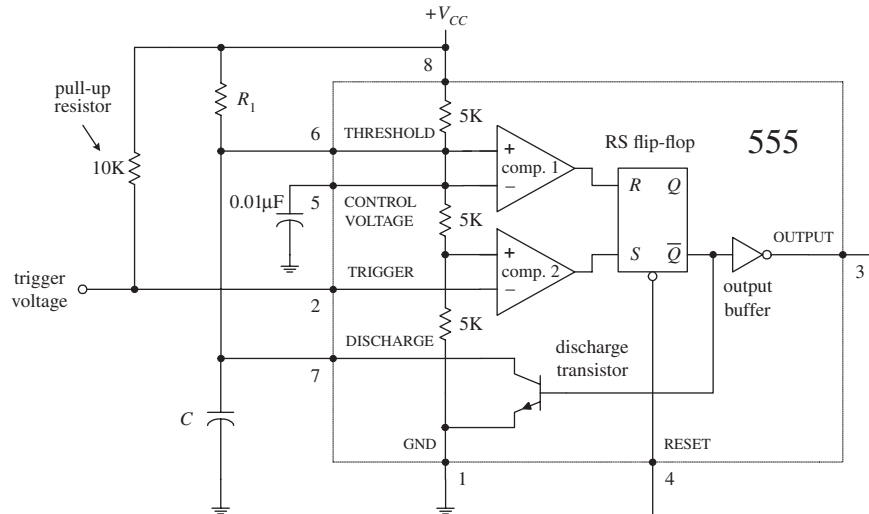 +V_CC
8
pull-up
resistor
R_1
5K
6
THRESHOLD
RS flip-flop
555
10K
+
comp. 1
−
R
Q
0.01µF
5
CONTROL
VOLTAGE
5K
+
comp. 2
−
S
Q̅
OUTPUT
3
trigger
voltage
TRIGGER
2
output
buffer
5K
DISCHARGE
7
discharge
transistor
C
GND
RESET
1
4